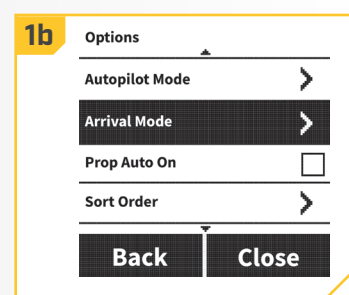 1b
Options
Autopilot Mode
Arrival Mode
Prop Auto On
Sort Order
Back Close